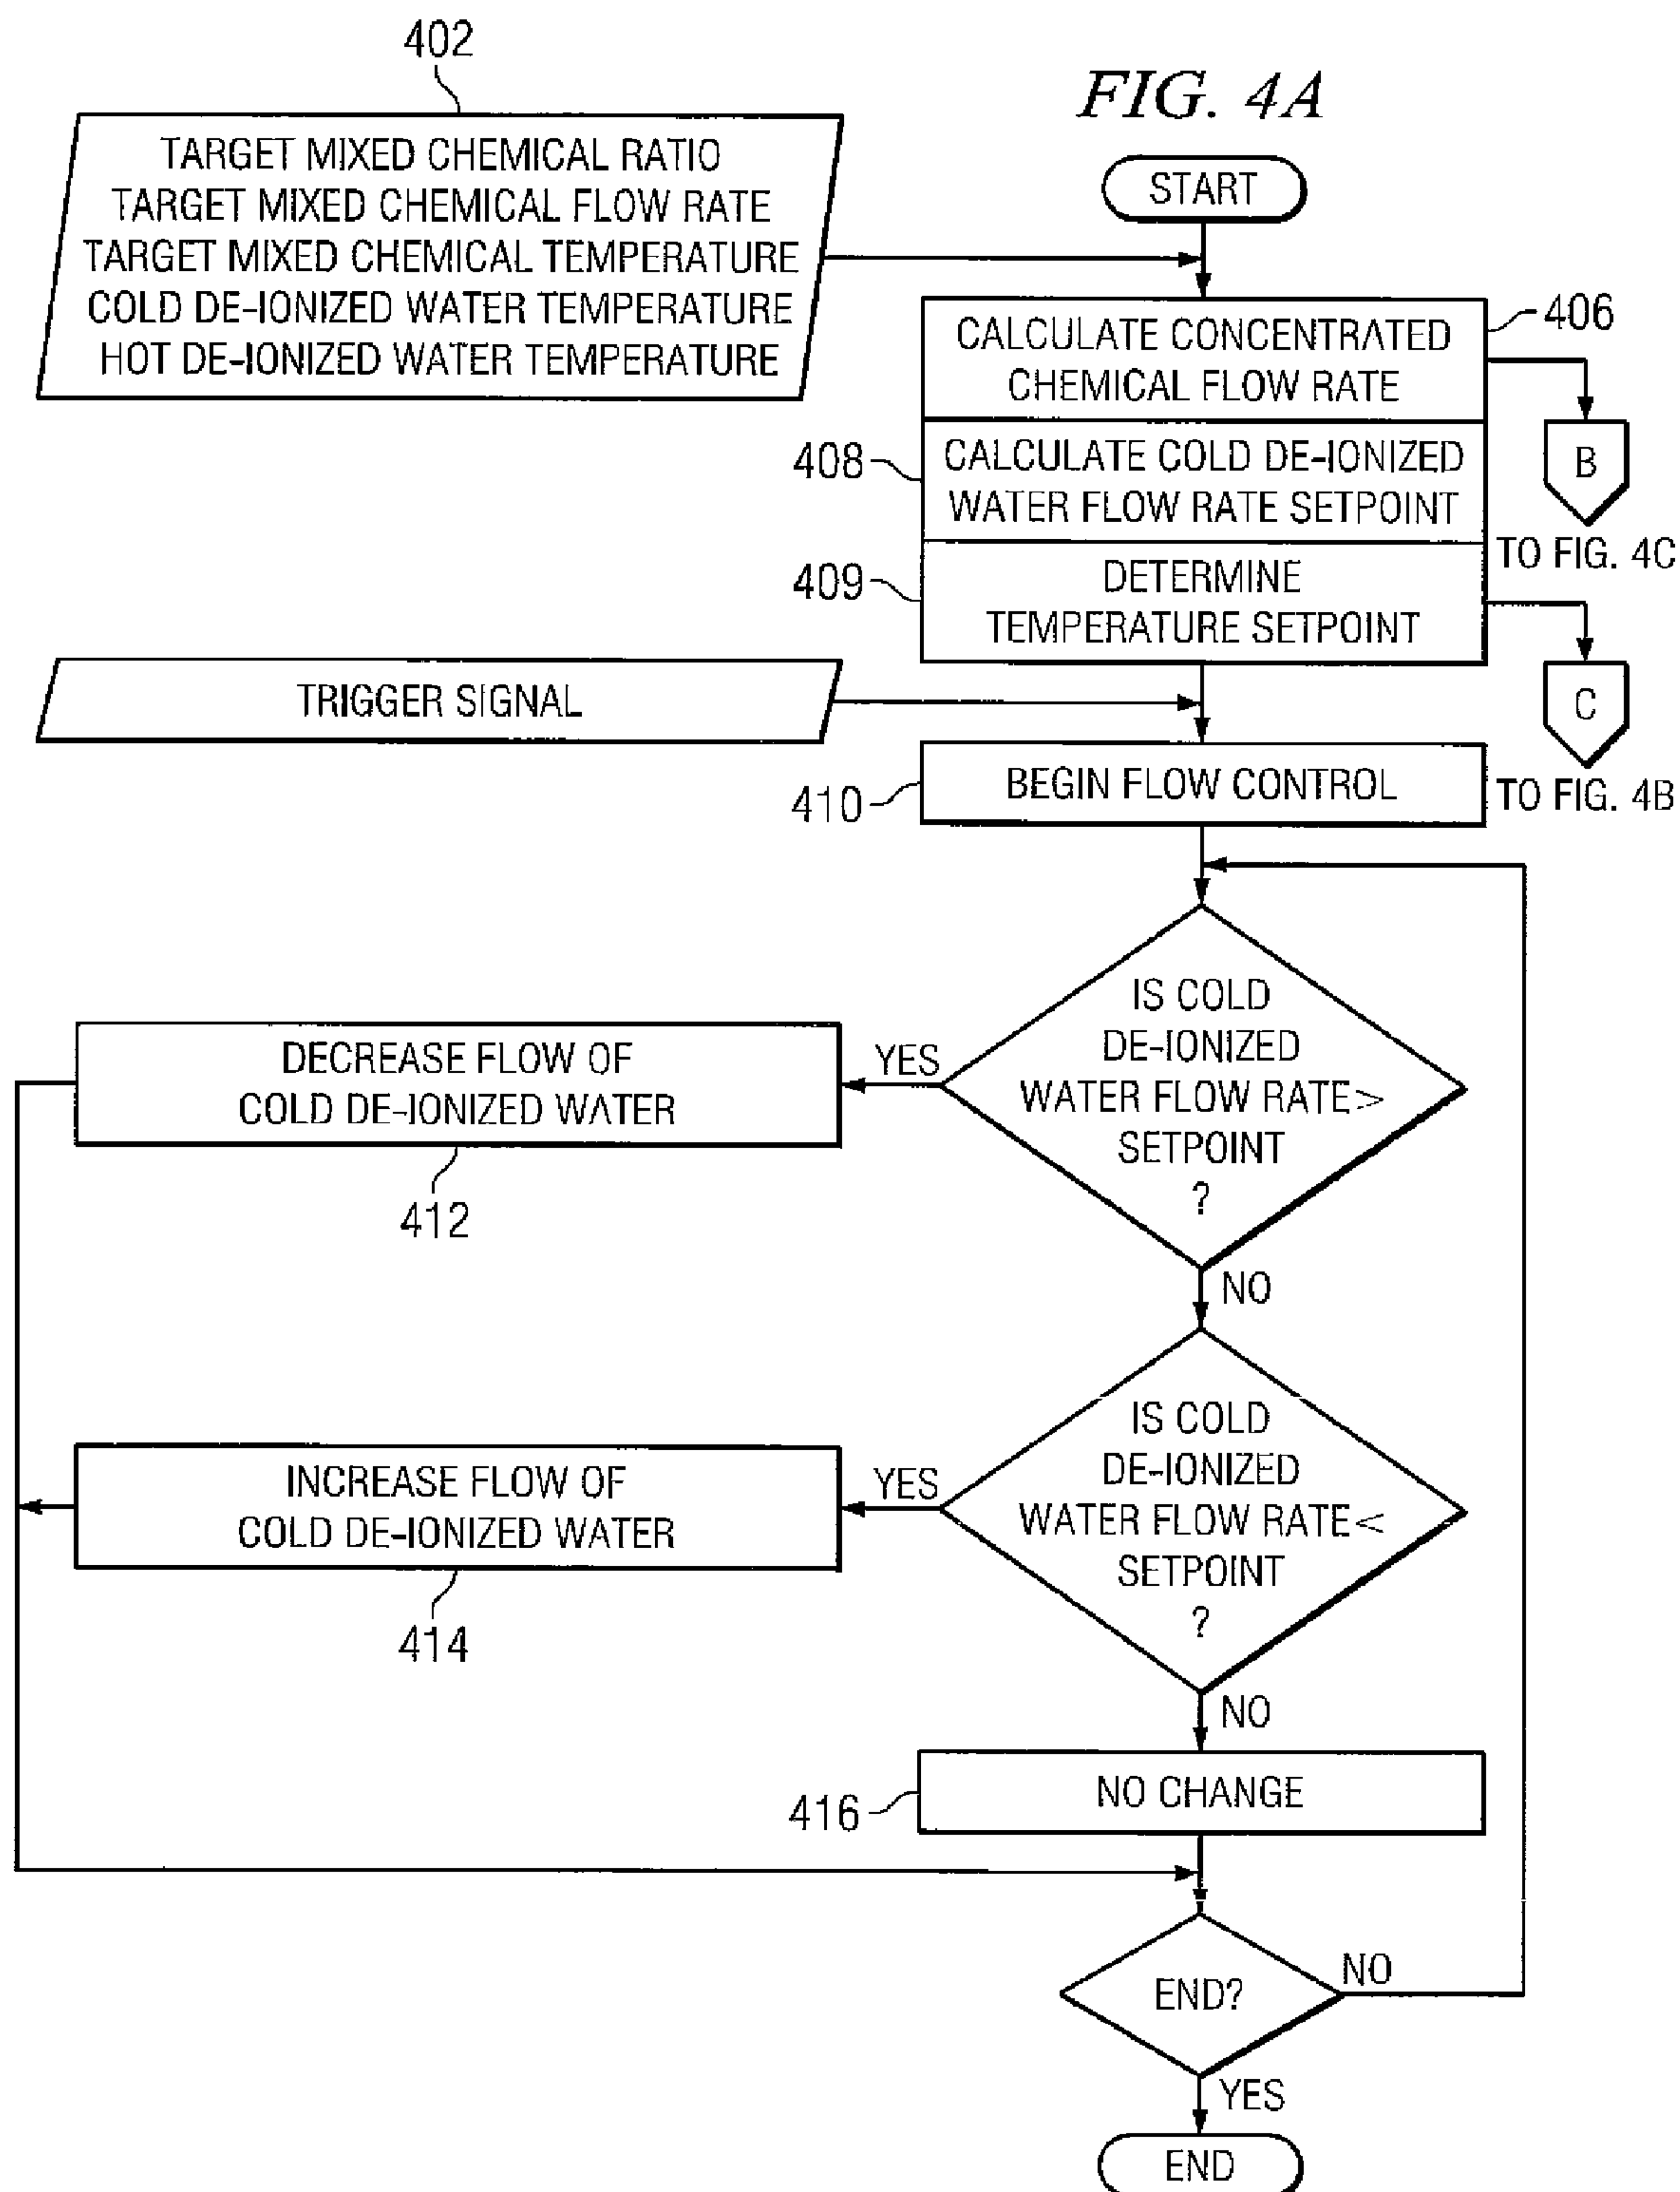 402
FIG. 4A
TARGET MIXED CHEMICAL RATIO
TARGET MIXED CHEMICAL FLOW RATE
TARGET MIXED CHEMICAL TEMPERATURE
COLD DE-IONIZED WATER TEMPERATURE
HOT DE-IONIZED WATER TEMPERATURE
START
406
CALCULATE CONCENTRATED
CHEMICAL FLOW RATE
B
TO FIG. 4C
408
CALCULATE COLD DE-IONIZED
WATER FLOW RATE SETPOINT
409
DETERMINE
TEMPERATURE SETPOINT
C
TO FIG. 4B
TRIGGER SIGNAL
410
BEGIN FLOW CONTROL
IS COLD
DE-IONIZED
WATER FLOW RATE>
SETPOINT
?
YES
DECREASE FLOW OF
COLD DE-IONIZED WATER
412
NO
IS COLD
DE-IONIZED
WATER FLOW RATE<
SETPOINT
?
YES
INCREASE FLOW OF
COLD DE-IONIZED WATER
414
NO
416
NO CHANGE
END?
NO
YES
END